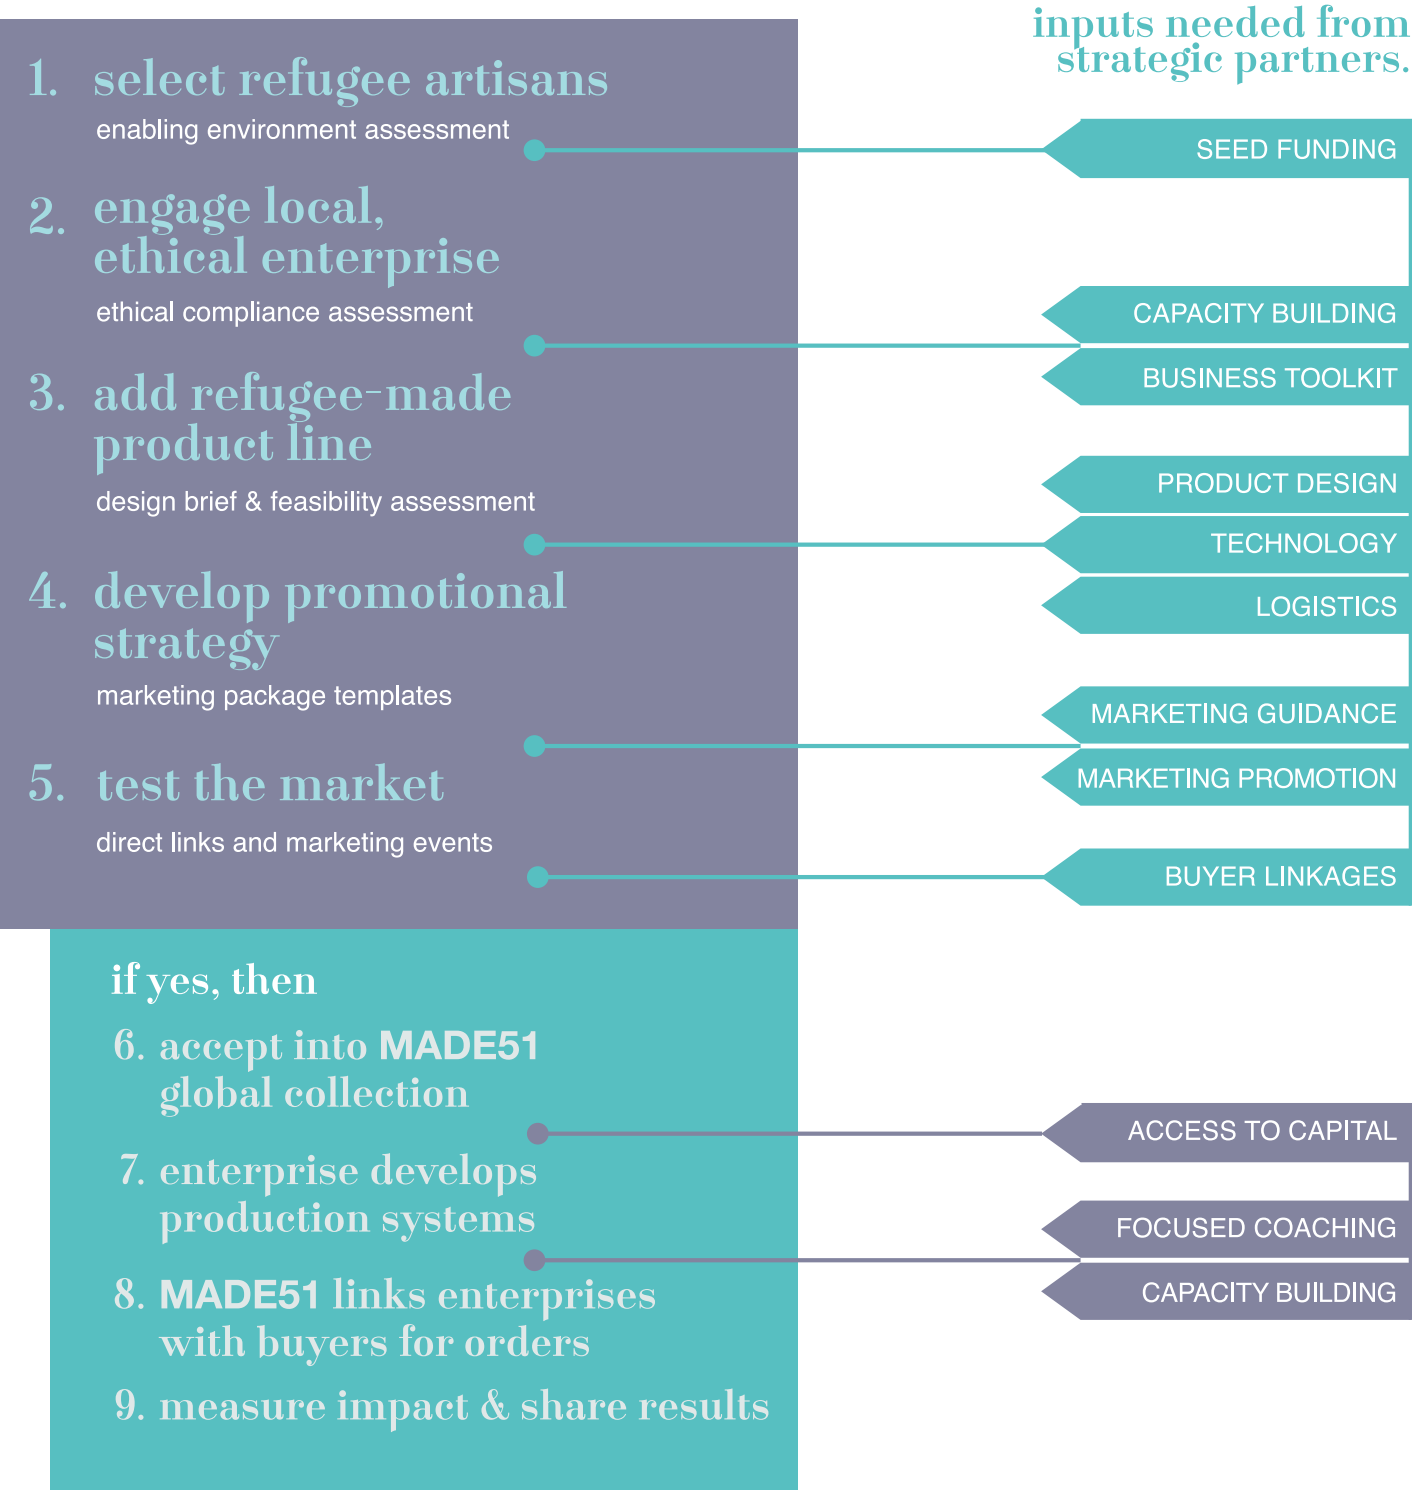 inputs needed from
strategic partners.
1. select refugee artisans
enabling environment assessment
SEED FUNDING
2. engage local,
ethical enterprise
ethical compliance assessment
CAPACITY BUILDING
BUSINESS TOOLKIT
3. add refugee-made
product line
design brief & feasibility assessment
PRODUCT DESIGN
TECHNOLOGY
LOGISTICS
4. develop promotional
strategy
marketing package templates
MARKETING GUIDANCE
MARKETING PROMOTION
5. test the market
direct links and marketing events
BUYER LINKAGES
if yes, then
6. accept into MADE51
global collection
ACCESS TO CAPITAL
7. enterprise develops
production systems
FOCUSED COACHING
CAPACITY BUILDING
8. MADE51 links enterprises
with buyers for orders
9. measure impact & share results